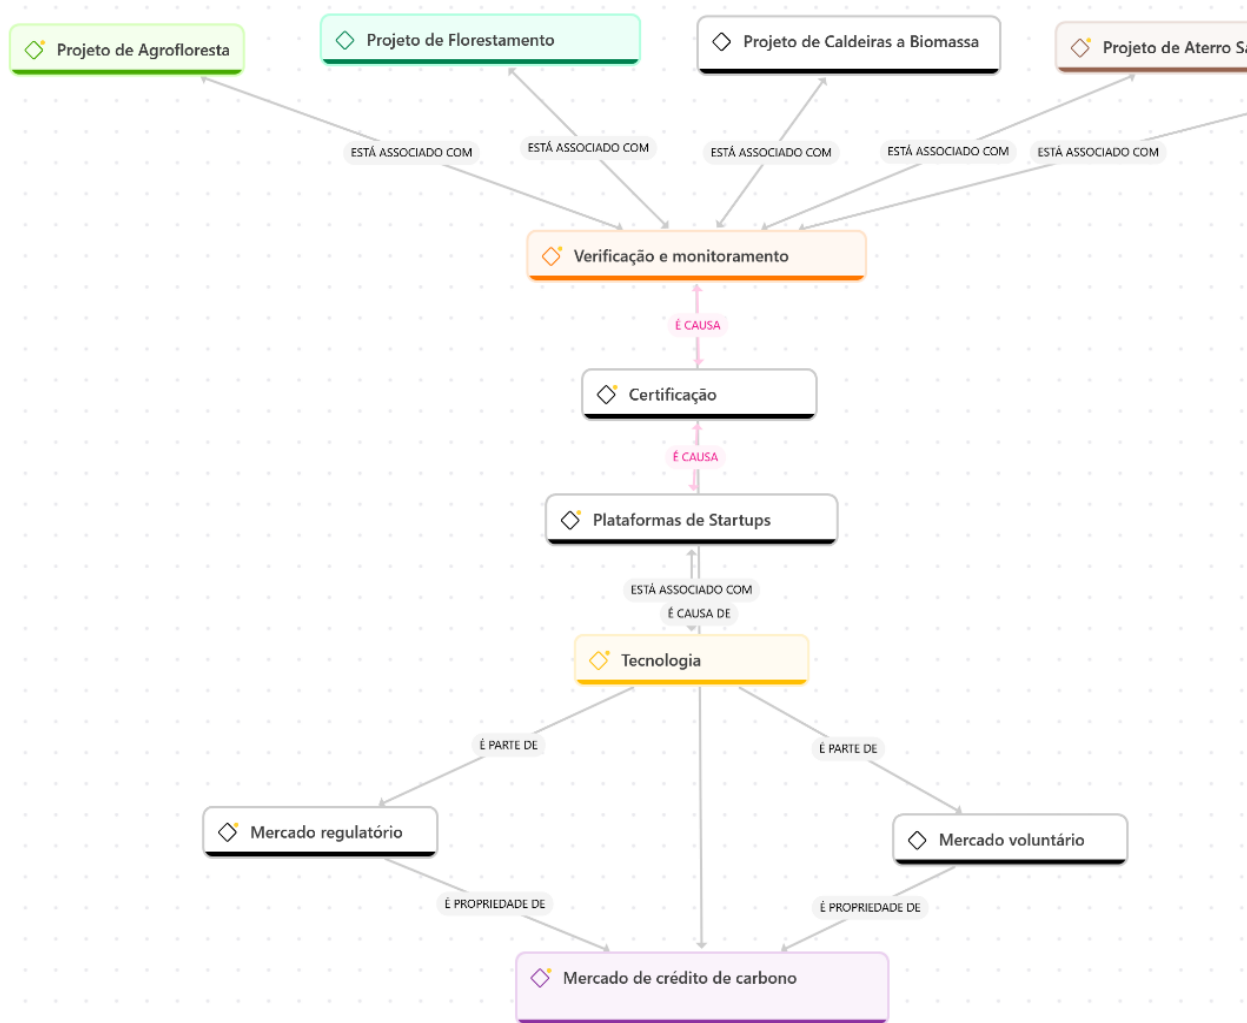 Projeto de Agrofloresta
Projeto de Florestamento
Projeto de Caldeiras a Biomassa
Projeto de Aterro
ESTÁ ASSOCIADO COM
ESTÁ ASSOCIADO COM
ESTÁ ASSOCIADO COM
ESTÁ ASSOCIADO COM
ESTÁ ASSOCIADO COM
Verificação e monitoramento
É CAUSA
Certificação
É CAUSA
Plataformas de Startups
ESTÁ ASSOCIADO COM
É CAUSA DE
Tecnologia
É PARTE DE
É PARTE DE
Mercado regulatório
Mercado voluntário
É PROPRIEDADE DE
É PROPRIEDADE DE
Mercado de crédito de carbono